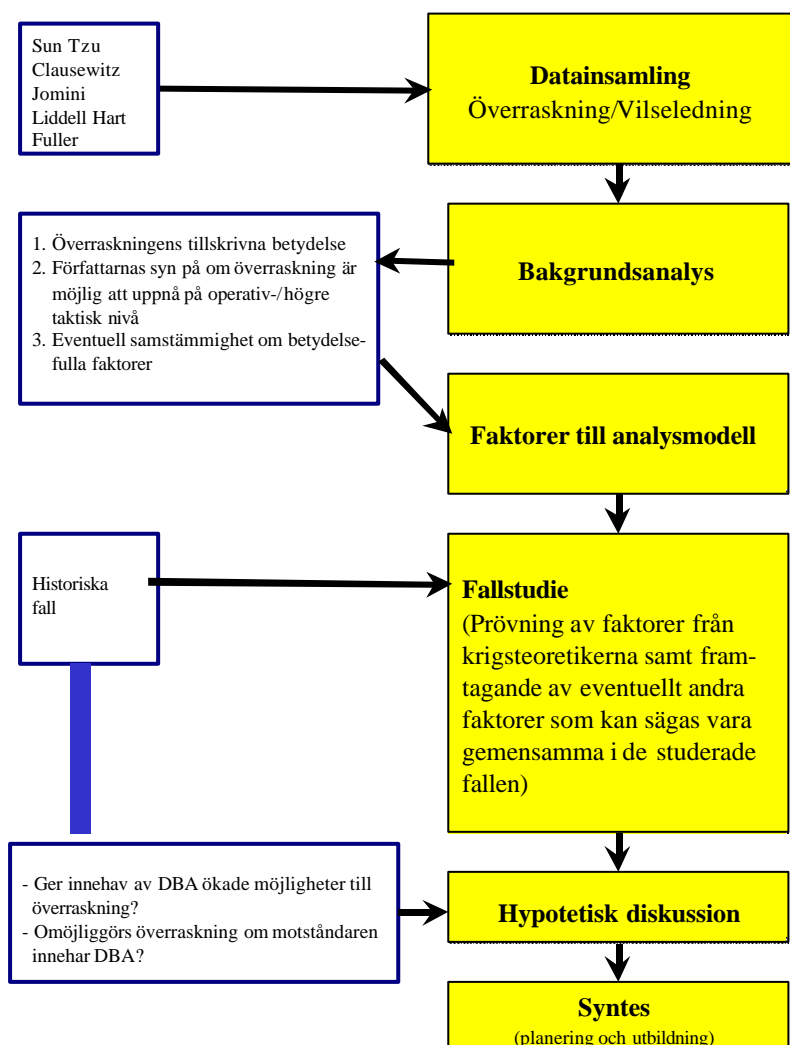 Sun Tzu
Clausewitz
Jomini
Liddell Hart
Fuller
Datainsamling
Överraskning/Vilseledning
1. Överraskningens tillskrivna betydelse
2. Författarnas syn på om överraskning är
möjlig att uppnå på operativ-/högre
taktisk nivå
3. Eventuell samstämmighet om betydelse-
fulla faktorer
Bakgrundsanalys
Faktorer till analysmodell
Historiska
fall
Fallstudie
(Prövning av faktorer från
krigsteoretikerna samt fram-
tagande av eventuellt andra
faktorer som kan sägas vara
gemensamma i de studerade
fallen)
- Ger innehav av DBA ökade möjligheter till
överraskning?
- Omöjliggörs överraskning om motståndaren
innehar DBA?
Hypotetisk diskussion
Syntes
(planering och utbildning)